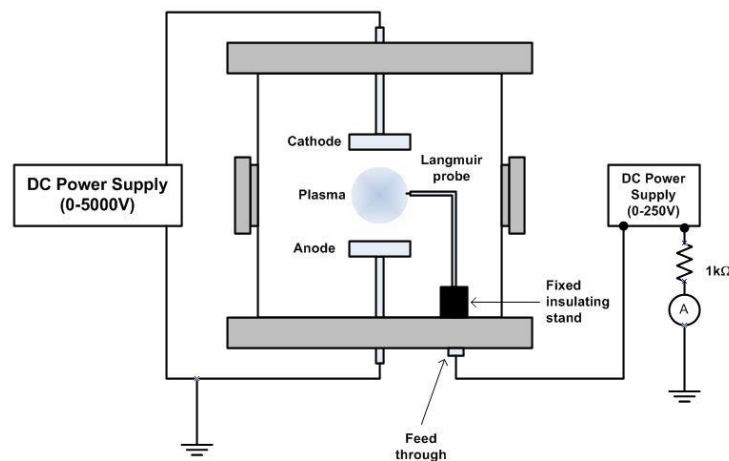 Cathode
Langmuir
probe
DC Power Supply
(0-5000V)
Plasma
DC Power
Supply
(0-250V)
Anode
1kΩ
Fixed
insulating
stand
A
Feed
through